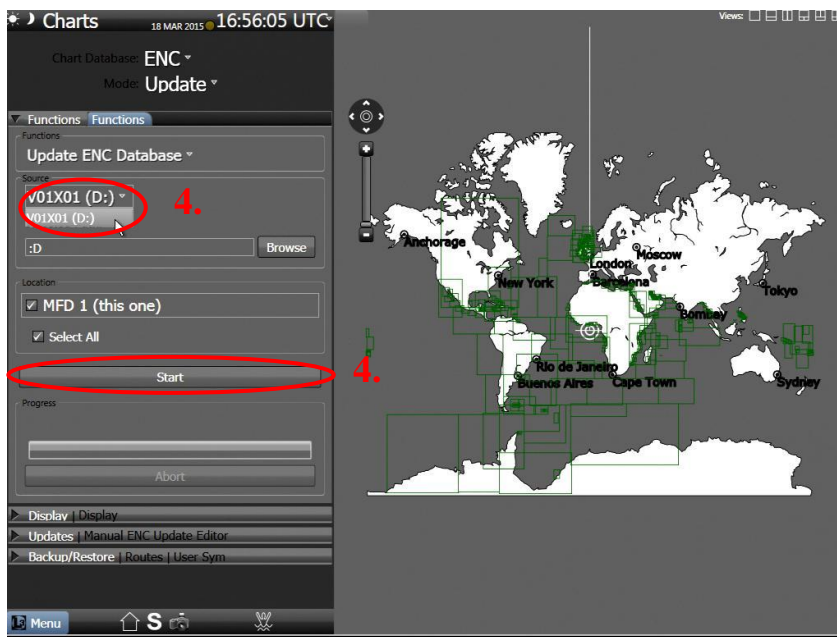 Charts 18 MAR 2015 16:56:05 UTC
Views:
Chart Database: ENC
Mode: Update
Functions Functions
Functions
Update ENC Database
Source
V01X01 (D:)
4.
V01X01 (D:)
:D Browse
Location
MFD 1 (this one)
Select All
Start
4.
Progress
Abort
Display | Display
Updates | Manual ENC Update Editor
Backup/Restore | Routes | User Sym
Menu S
Anchorage
London
Moscow
New York
Barcelona
Tokyo
Bombay
Rio de Janeiro
Buenos Aires
Cape Town
Sydney